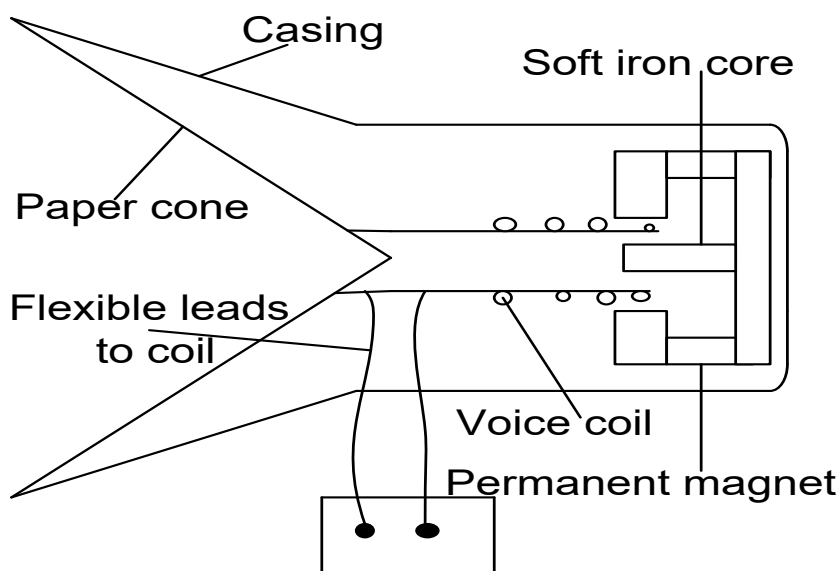 Casing
Soft iron core
Paper cone
Flexible leads
to coil
Voice coil
Permanent magnet